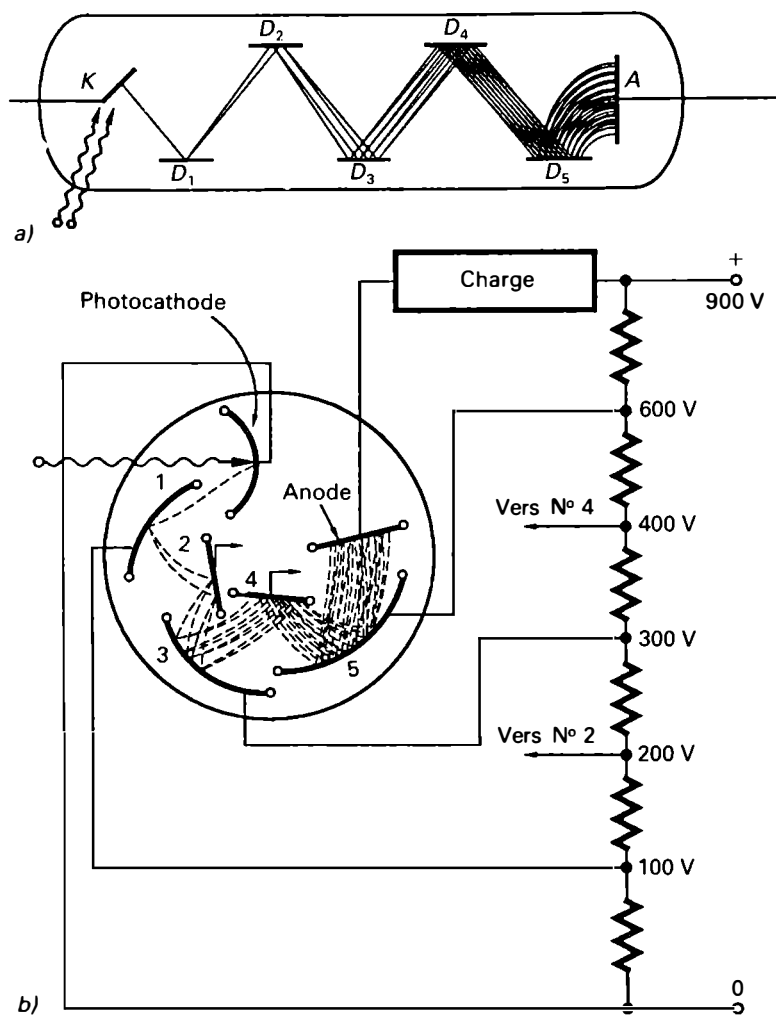 D₂
D₄
K
A
D₁
D₃
D₅
a)
Charge
+
900 V
Photocathode
600 V
1
Anode
Vers Nº 4
400 V
2
4
3
5
300 V
Vers Nº 2
200 V
100 V
0
b)